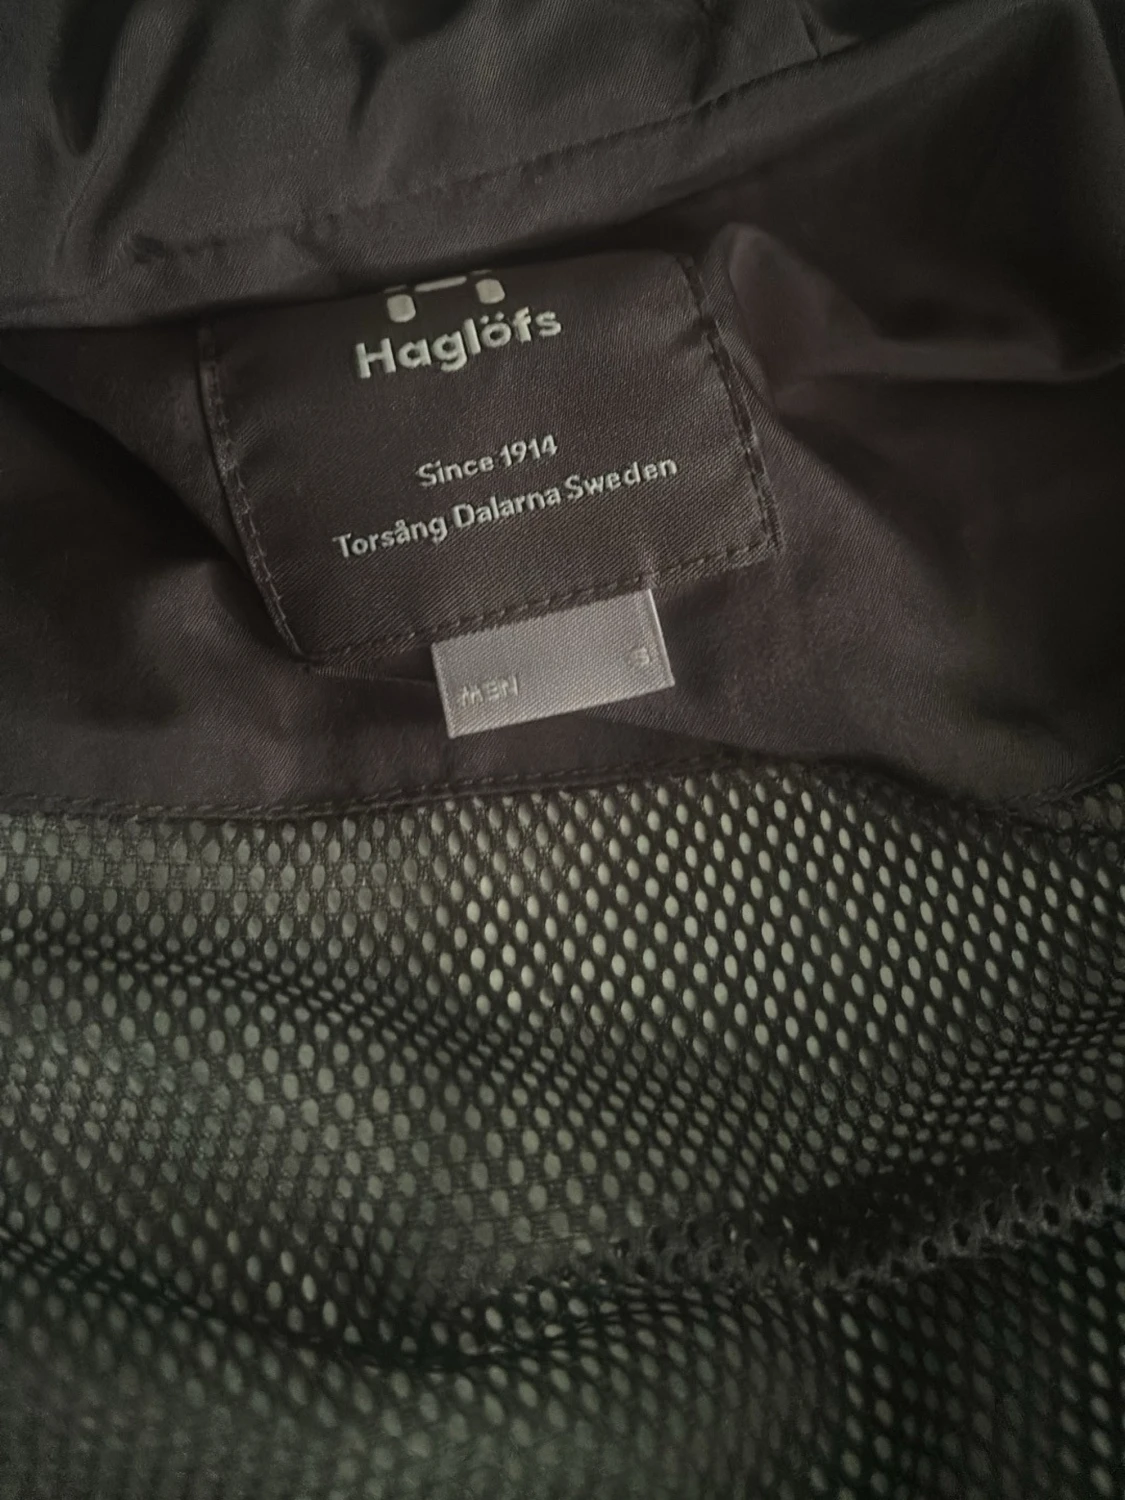 Haglöfs
Since 1914
Torsång Dalarna Sweden
MEN S